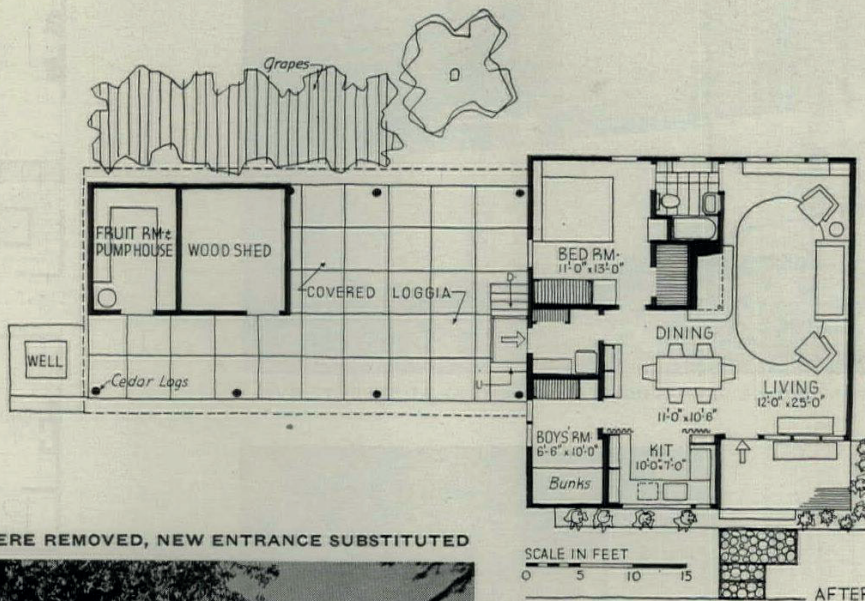 Grapes
FRUIT RM &
PUMPHOUSE
WOOD SHED
COVERED LOGGIA
WELL
Cedar Logs
BED RM.
11'-0" x 13'-0"
D
U
DINING
11'-0" x 10'-6"
LIVING
12'-0" x 25'-0"
BOYS' RM.
6'-6" x 10'-0"
Bunks
KIT
10'-0" x 7'-0"
ERE REMOVED, NEW ENTRANCE SUBSTITUTED
SCALE IN FEET
0 5 10 15
AFTE